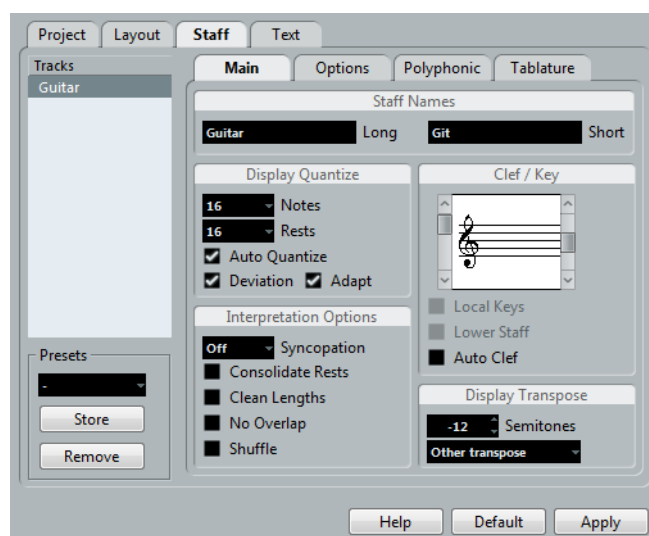 Project Layout Staff Text
Tracks
Guitar
Main Options Polyphonic Tablature
Staff Names
Guitar Long Git Short
Display Quantize
16 Notes
16 Rests
Auto Quantize
Deviation Adapt
Clef / Key
Local Keys
Lower Staff
Auto Clef
Interpretation Options
Off Syncopation
Consolidate Rests
Clean Lengths
No Overlap
Shuffle
Display Transpose
-12 Semitones
Other transpose
Presets
-
Store
Remove
Help Default Apply